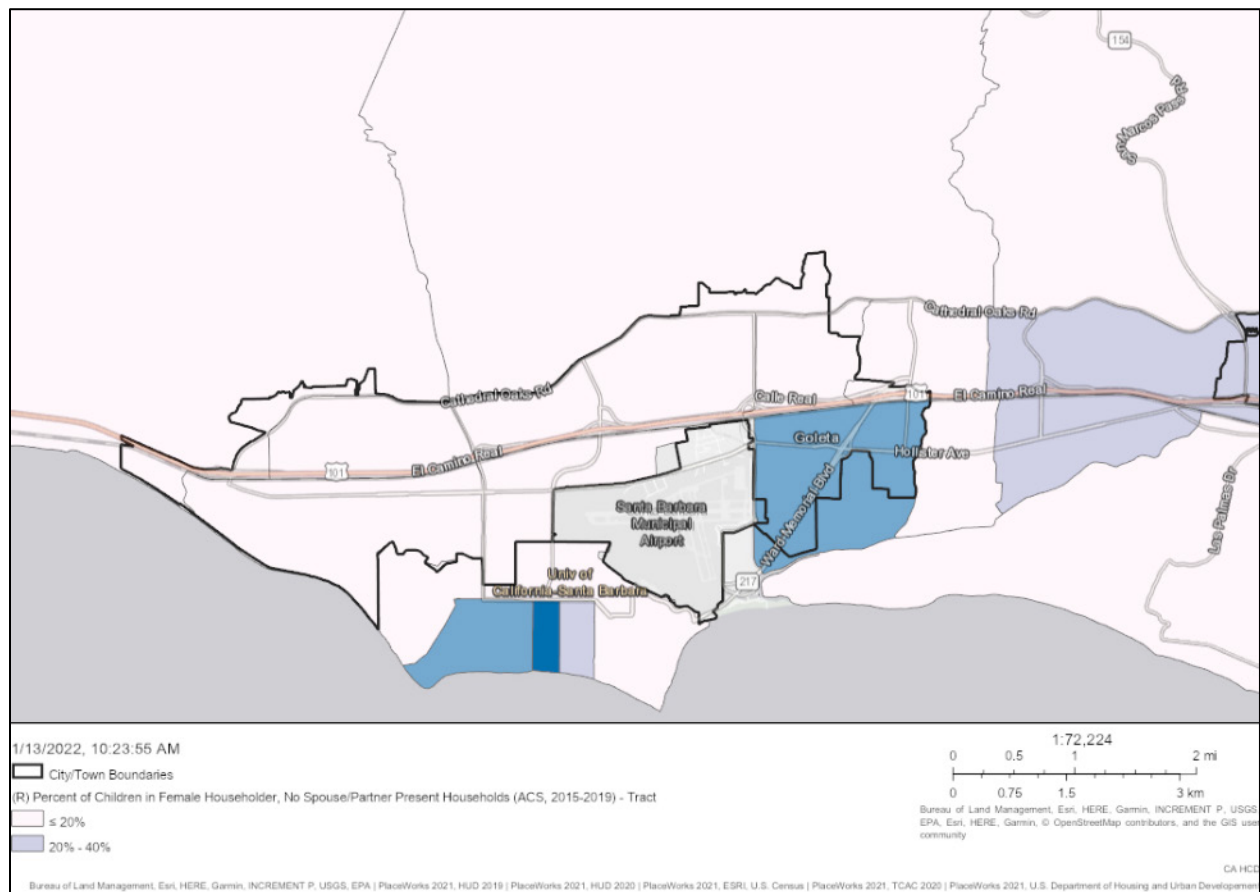 154
San Marcos Pass Rd
Cathedral Oaks Rd
Cathedral Oaks Rd
Calle Real
101
El Camino Real
Goleta
Hollister Ave
El Camino Real
101
Las Palmas Dr
Santa Barbara
Municipal
Airport
Ward Memorial Blvd
Univ of
California-Santa Barbara
217
1/13/2022, 10:23:55 AM
City/Town Boundaries
(R) Percent of Children in Female Householder, No Spouse/Partner Present Households (ACS, 2015-2019) - Tract
≤ 20%
20% - 40%
1:72,224
0 0.5 1 2 mi
0 0.75 1.5 3 km
Bureau of Land Management, Esri, HERE, Garmin, INCREMENT P, USGS,
EPA, Esri, HERE, Garmin, © OpenStreetMap contributors, and the GIS user
community
CA HCD
Bureau of Land Management, Esri, HERE, Garmin, INCREMENT P, USGS, EPA | PlaceWorks 2021, HUD 2019 | PlaceWorks 2021, HUD 2020 | PlaceWorks 2021, ESRI, U.S. Census | PlaceWorks 2021, TCAC 2020 | PlaceWorks 2021, U.S. Department of Housing and Urban Development